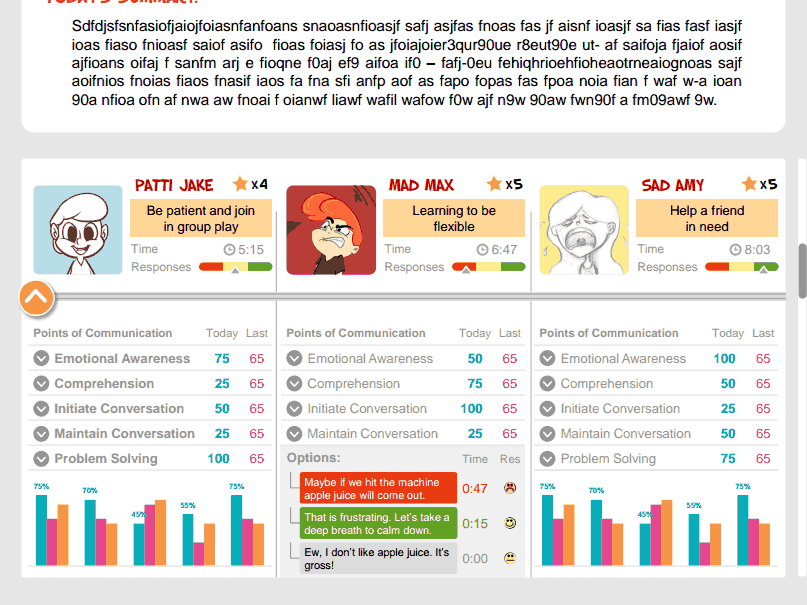 TODAY'S SUMMARY:
Sdfdjsfsnfasiofjaiojfoiasnfanfoans snaoasnfioasjf safj asjfas fnoas fas jf aisnf ioasjf sa fias fasf iasjf
ioas fiaso fnioasf saiof asifo fioas foiasj fo as jfoiajoier3qur90ue r8eut90e ut- af saifoja fjaiof aosif
ajfioans oifaj f sanfm arj e fioqne f0aj ef9 aifoa if0 – fafj-0eu fehiqhrioehfioheaotrneaiognoas sajf
aoifnios fnoias fiaos fnasif iaos fa fna sfi anfp aof as fapo fopas fas fpoa noia fian f waf w-a ioan
90a nfioa ofn af nwa aw fnoai f oianwf liawf wafil wafow f0w ajf n9w 90aw fwn90f a fm09awf 9w.
PATTI JAKE x4
Be patient and join
in group play
Time 5:15
Responses
MAD MAX x5
Learning to be
flexible
Time 6:47
Responses
SAD AMY x5
Help a friend
in need
Time 8:03
Responses
Points of Communication Today Last
Emotional Awareness 75 65
Comprehension 25 65
Initiate Conversation 50 65
Maintain Conversation 25 65
Problem Solving 100 65
75% 70% 45% 55% 75%
Points of Communication Today Last
Emotional Awareness 50 65
Comprehension 75 65
Initiate Conversation 100 65
Maintain Conversation 25 65
Options: Time Res
Maybe if we hit the machine
apple juice will come out.
0:47
That is frustrating. Let's take a
deep breath to calm down.
0:15
Ew, I don't like apple juice. It's
gross!
0:00
Points of Communication Today Last
Emotional Awareness 100 65
Comprehension 50 65
Initiate Conversation 25 65
Maintain Conversation 50 65
Problem Solving 75 65
75% 70% 45% 55% 75%